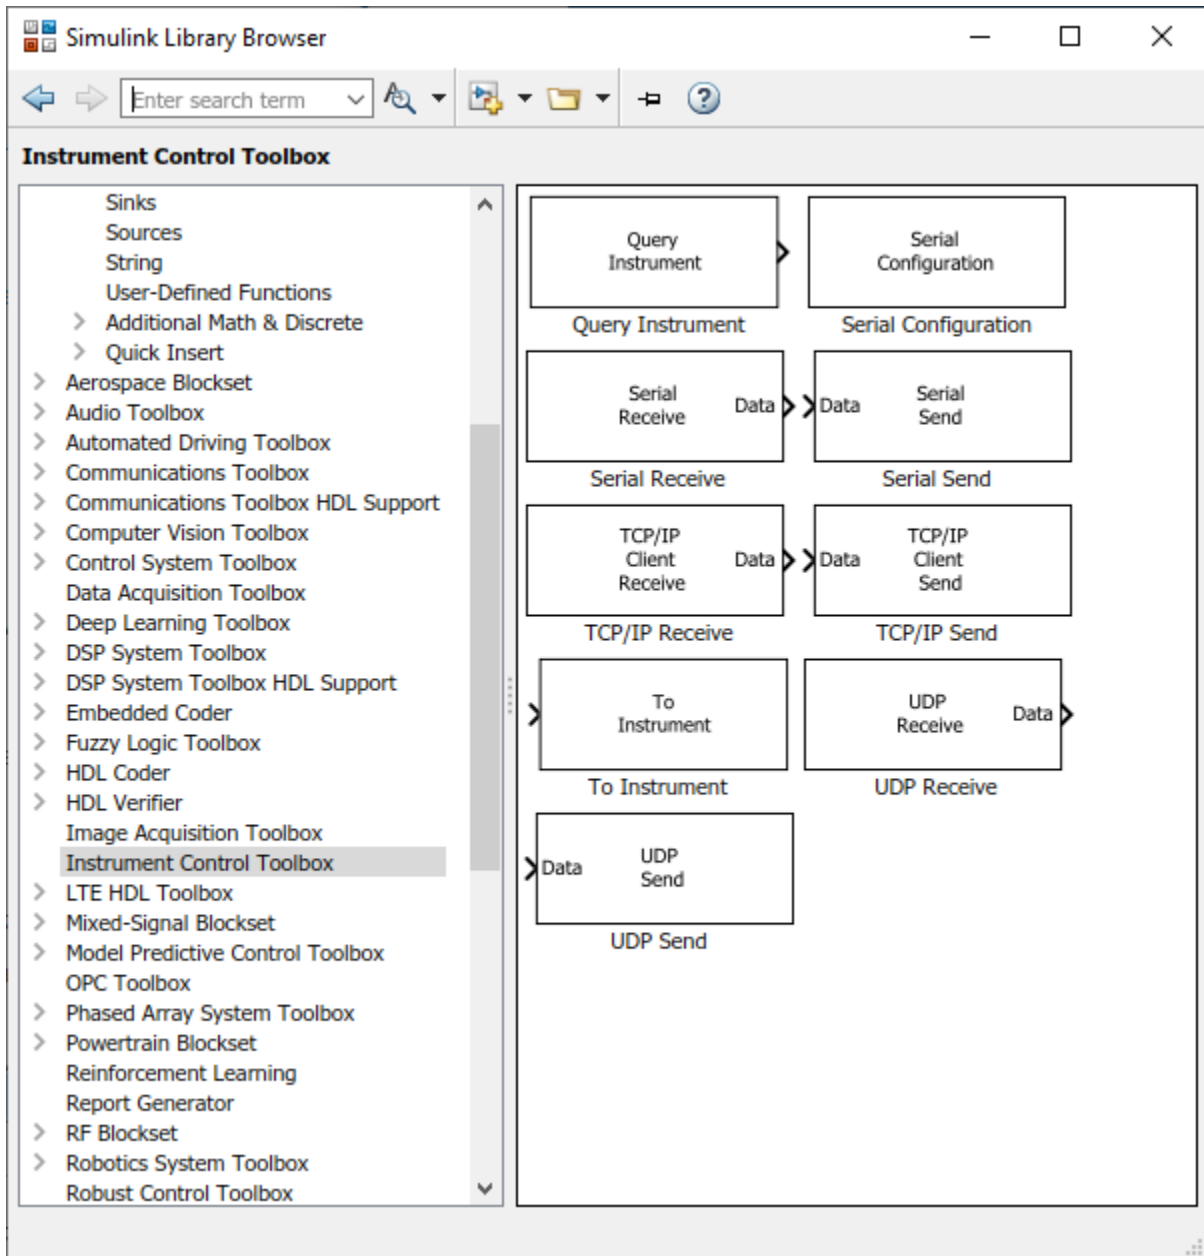 Simulink Library Browser
Enter search term
Instrument Control Toolbox
Sinks
Sources
String
User-Defined Functions
Additional Math & Discrete
Quick Insert
Aerospace Blockset
Audio Toolbox
Automated Driving Toolbox
Communications Toolbox
Communications Toolbox HDL Support
Computer Vision Toolbox
Control System Toolbox
Data Acquisition Toolbox
Deep Learning Toolbox
DSP System Toolbox
DSP System Toolbox HDL Support
Embedded Coder
Fuzzy Logic Toolbox
HDL Coder
HDL Verifier
Image Acquisition Toolbox
Instrument Control Toolbox
LTE HDL Toolbox
Mixed-Signal Blockset
Model Predictive Control Toolbox
OPC Toolbox
Phased Array System Toolbox
Powertrain Blockset
Reinforcement Learning
Report Generator
RF Blockset
Robotics System Toolbox
Robust Control Toolbox
Query
Instrument
Query Instrument
Serial
Configuration
Serial Configuration
Serial
Receive
Data
Serial Receive
Data
Serial
Send
Serial Send
TCP/IP
Client
Receive
Data
TCP/IP Receive
Data
TCP/IP
Client
Send
TCP/IP Send
To
Instrument
To Instrument
UDP
Receive
Data
UDP Receive
Data
UDP
Send
UDP Send